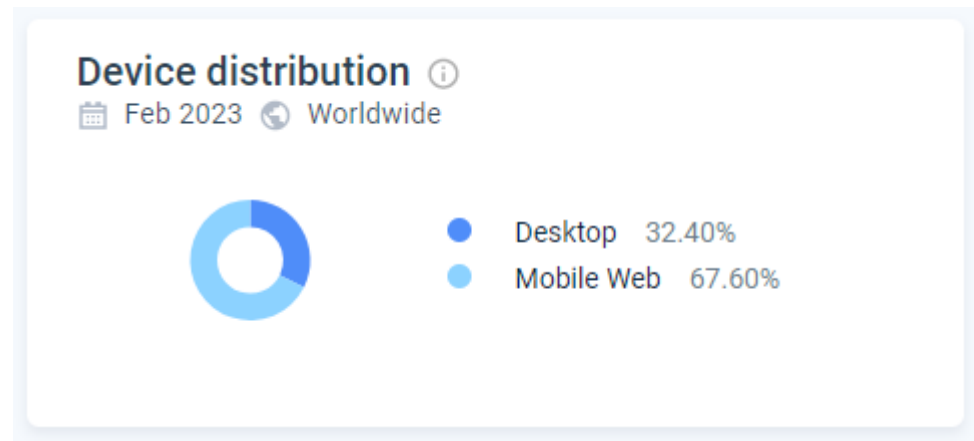 Device distribution
Feb 2023 Worldwide
Desktop 32.40%
Mobile Web 67.60%